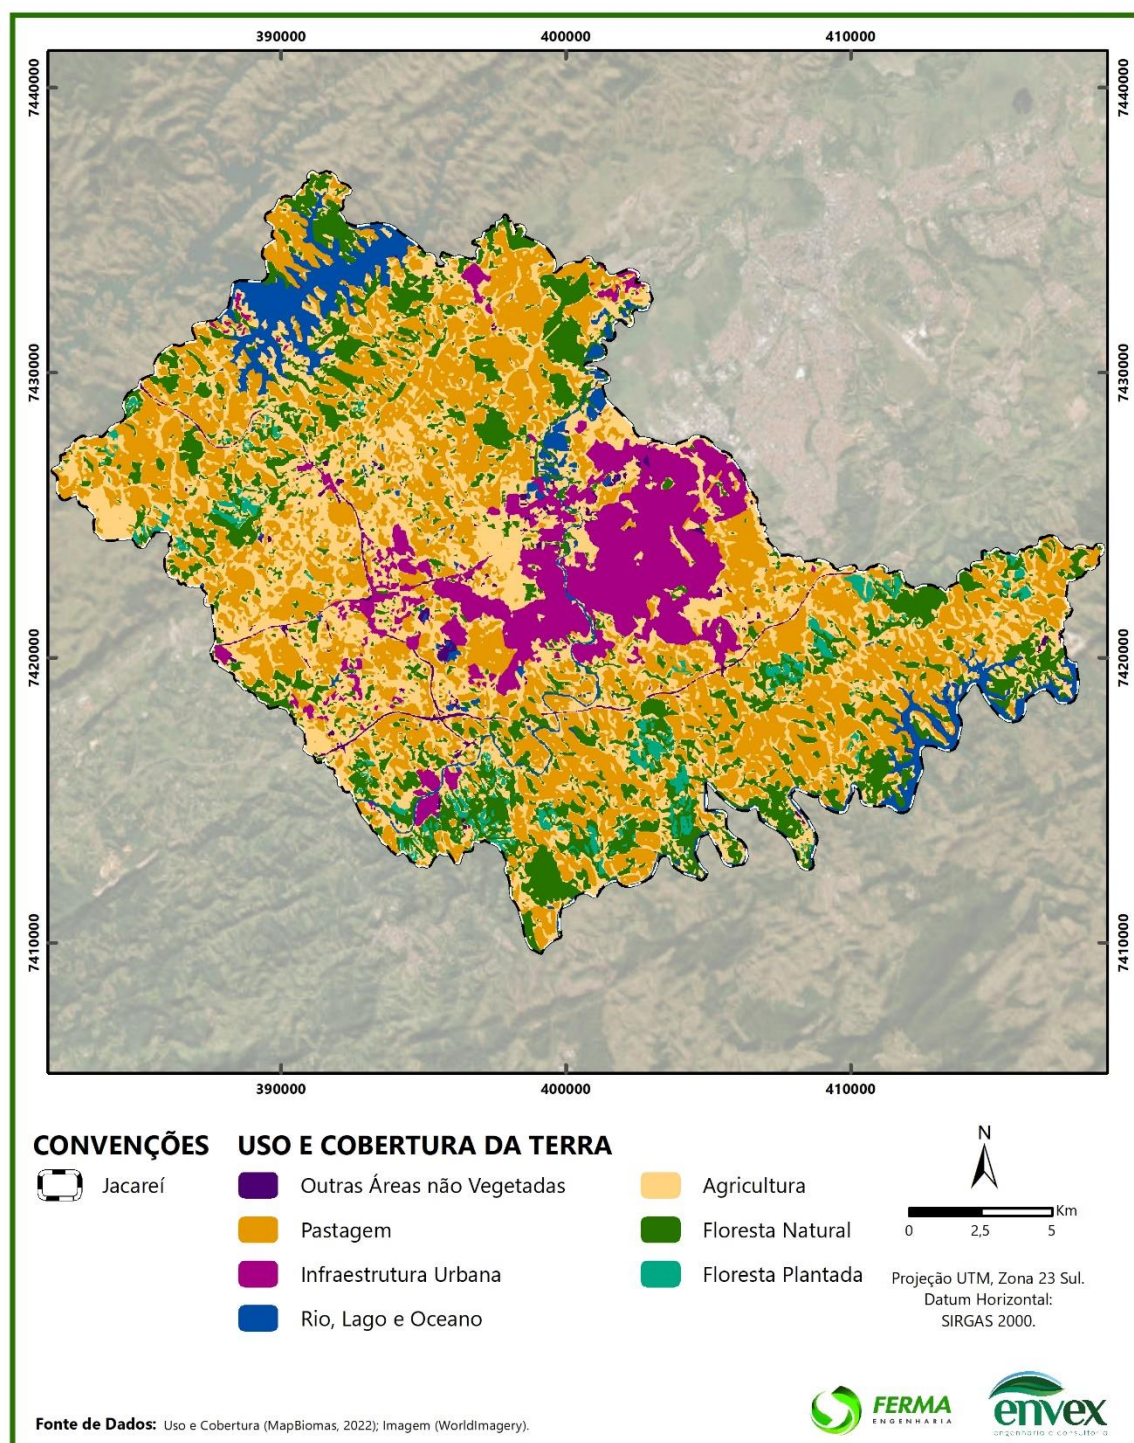 390000 400000 410000
7440000 7440000
7430000 7430000
7420000 7420000
7410000 7410000
390000 400000 410000
CONVENÇÕES
Jacareí
USO E COBERTURA DA TERRA
Outras Áreas não Vegetadas
Pastagem
Infraestrutura Urbana
Rio, Lago e Oceano
Agricultura
Floresta Natural
Floresta Plantada
N
Km
0 2,5 5
Projeção UTM, Zona 23 Sul.
Datum Horizontal:
SIRGAS 2000.
Fonte de Dados: Uso e Cobertura (MapBiomas, 2022); Imagem (WorldImagery).
FERMA
ENGENHARIA
envex
engenharia e consultoria